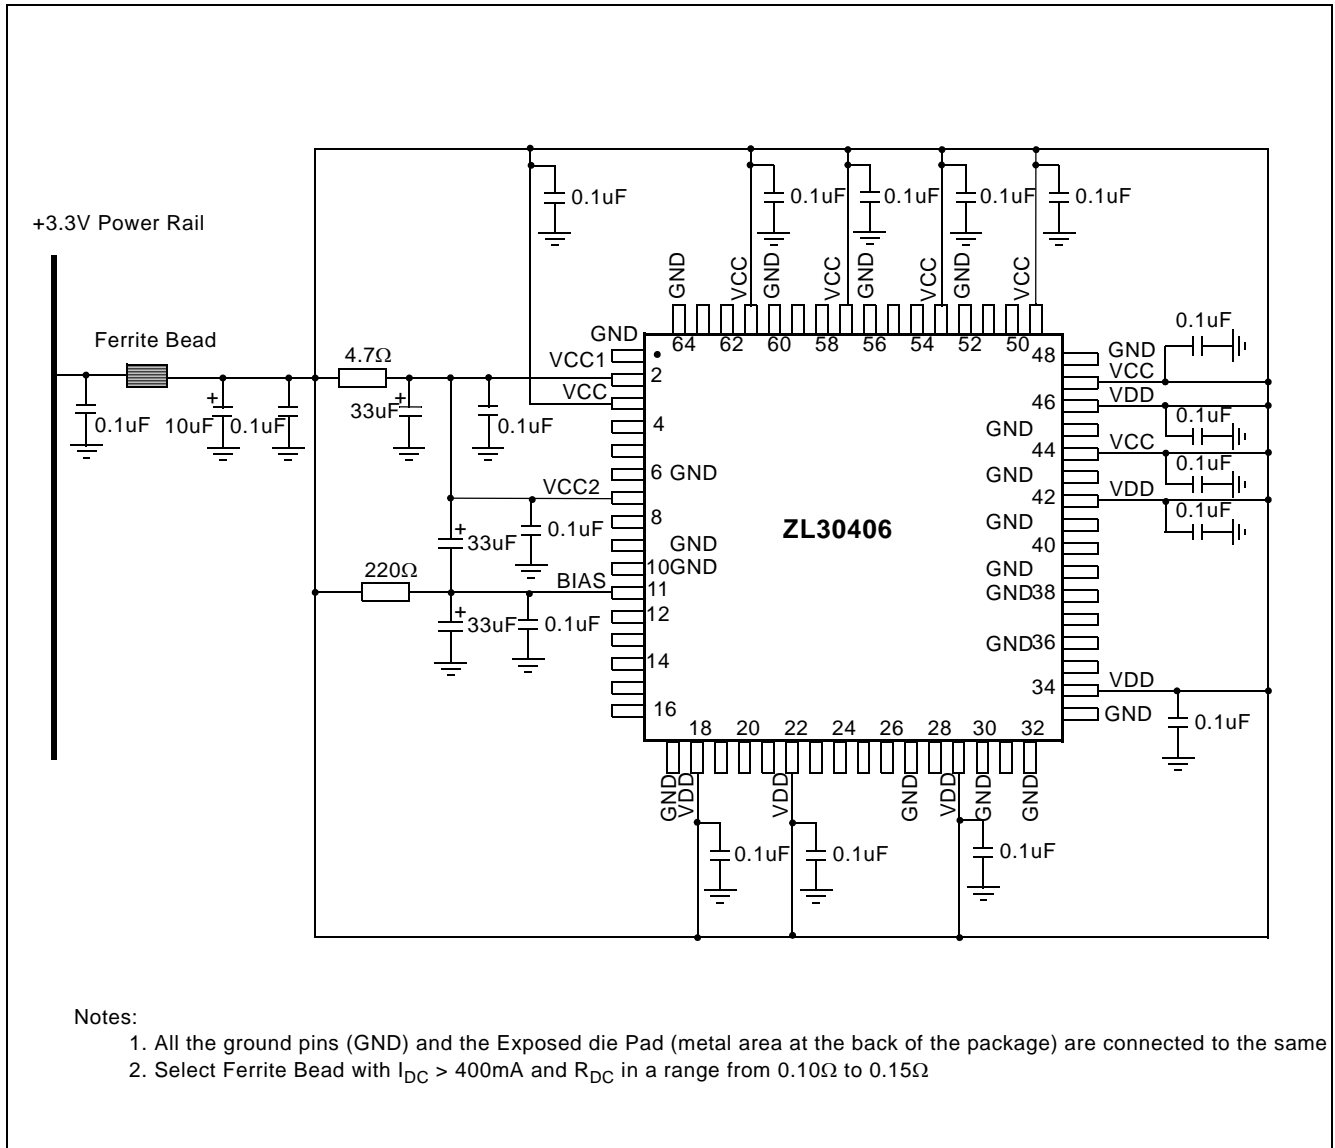 0.1uF 0.1uF 0.1uF 0.1uF 0.1uF
+3.3V Power Rail
GND VCC GND VCC GND VCC GND VCC
Ferrite Bead
GND
64 62 60 58 56 54 52 50
0.1uF
4.7Ω
VCC1
2
48
GND
VCC
VCC
46
VDD
+
10uF
0.1uF
0.1uF
33uF
+
0.1uF
4
GND
0.1uF
44
VCC
6 GND
GND
0.1uF
VCC2
42
VDD
0.1uF
8
ZL30406
GND
+
33uF
0.1uF
GND
40
220Ω
10GND
GND
BIAS
11
GND38
+
33uF
0.1uF
12
GND36
14
34
VDD
16
GND
0.1uF
18 20 22 24 26 28 30 32
GND VDD VDD GND VDD GND GND
0.1uF 0.1uF 0.1uF
Notes:
1. All the ground pins (GND) and the Exposed die Pad (metal area at the back of the package) are connected to the same
2. Select Ferrite Bead with IDC > 400mA and RDC in a range from 0.10Ω to 0.15Ω